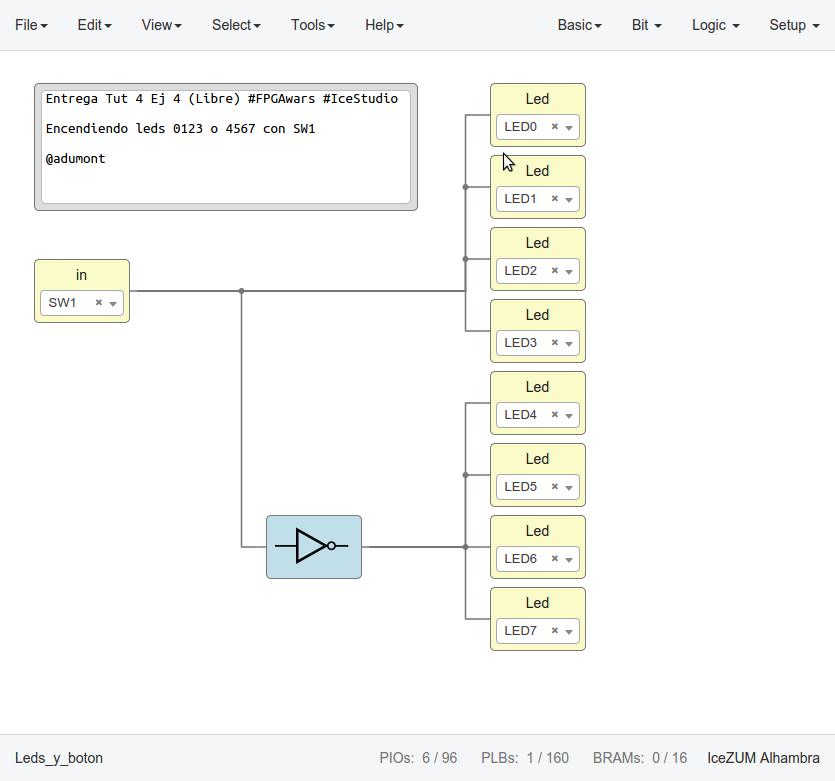 File Edit View Select Tools Help Basic Bit Logic Setup
Entrega Tut 4 Ej 4 (Libre) #FPGAwars #IceStudio
Encendiendo leds 0123 o 4567 con SW1
@adumont
in
SW1
Led
LED0
Led
LED1
Led
LED2
Led
LED3
Led
LED4
Led
LED5
Led
LED6
Led
LED7
Leds_y_boton PIOs: 6 / 96 PLBs: 1 / 160 BRAMs: 0 / 16 IceZUM Alhambra